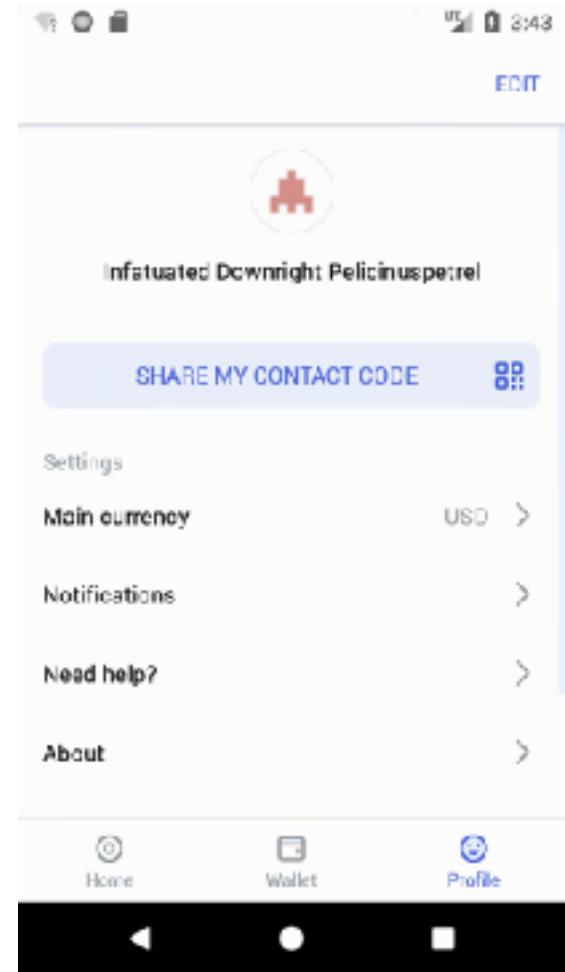 LTE 3:43
EDIT
Infatuated Downright Pelicinuspetrel
SHARE MY CONTACT CODE
Settings
Main currency USD
Notifications
Need help?
About
Home Wallet Profile